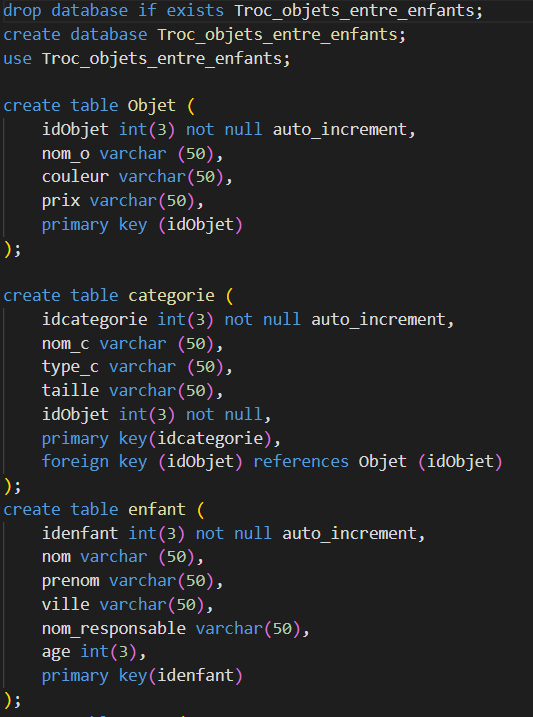 drop database if exists Troc_objets_entre_enfants;
create database Troc_objets_entre_enfants;
use Troc_objets_entre_enfants;

create table Objet (
    idObjet int(3) not null auto_increment,
    nom_o varchar (50),
    couleur varchar(50),
    prix varchar(50),
    primary key (idObjet)
);

create table categorie (
    idcategorie int(3) not null auto_increment,
    nom_c varchar (50),
    type_c varchar (50),
    taille varchar(50),
    idObjet int(3) not null,
    primary key(idcategorie),
    foreign key (idObjet) references Objet (idObjet)
);
create table enfant (
    idenfant int(3) not null auto_increment,
    nom varchar (50),
    prenom varchar(50),
    ville varchar(50),
    nom_responsable varchar(50),
    age int(3),
    primary key(idenfant)
);